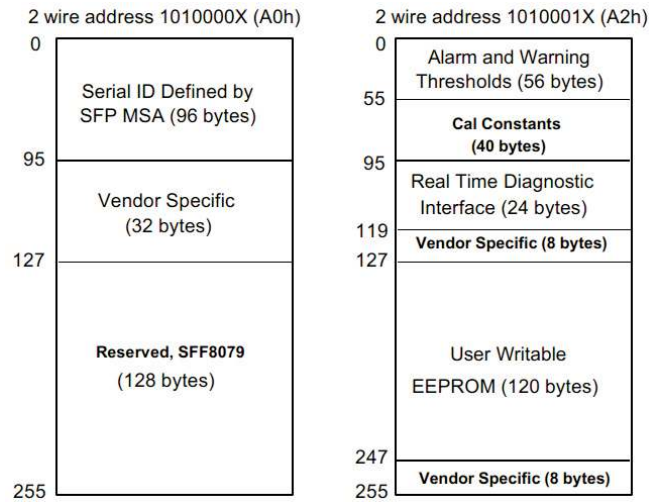 2 wire address 1010000X (A0h)
0
Serial ID Defined by
SFP MSA (96 bytes)
95
Vendor Specific
(32 bytes)
127
Reserved, SFF8079
(128 bytes)
255
2 wire address 1010001X (A2h)
0
Alarm and Warning
Thresholds (56 bytes)
55
Cal Constants
(40 bytes)
95
Real Time Diagnostic
Interface (24 bytes)
119
Vendor Specific (8 bytes)
127
User Writable
EEPROM (120 bytes)
247
Vendor Specific (8 bytes)
255